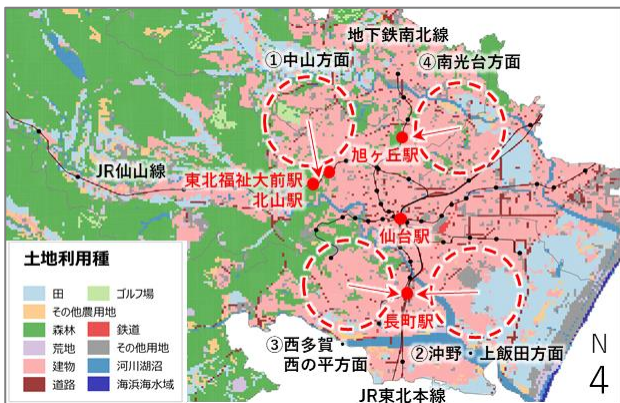 地下鉄南北線
①中山方面
④南光台方面
旭ヶ丘駅
JR仙山線
東北福祉大前駅
北山駅
仙台駅
土地利用種
田
ゴルフ場
その他農用地
森林
鉄道
荒地
その他用地
建物
河川湖沼
道路
海浜海水域
長町駅
③西多賀・
西の平方面
②沖野・上飯田方面
JR東北本線
N
4